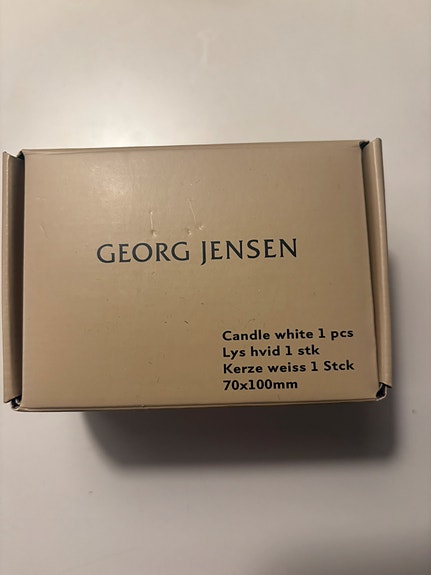 GEORG JENSEN
Candle white 1 pcs
Lys hvid 1 stk
Kerze weiss 1 Stck
70x100mm